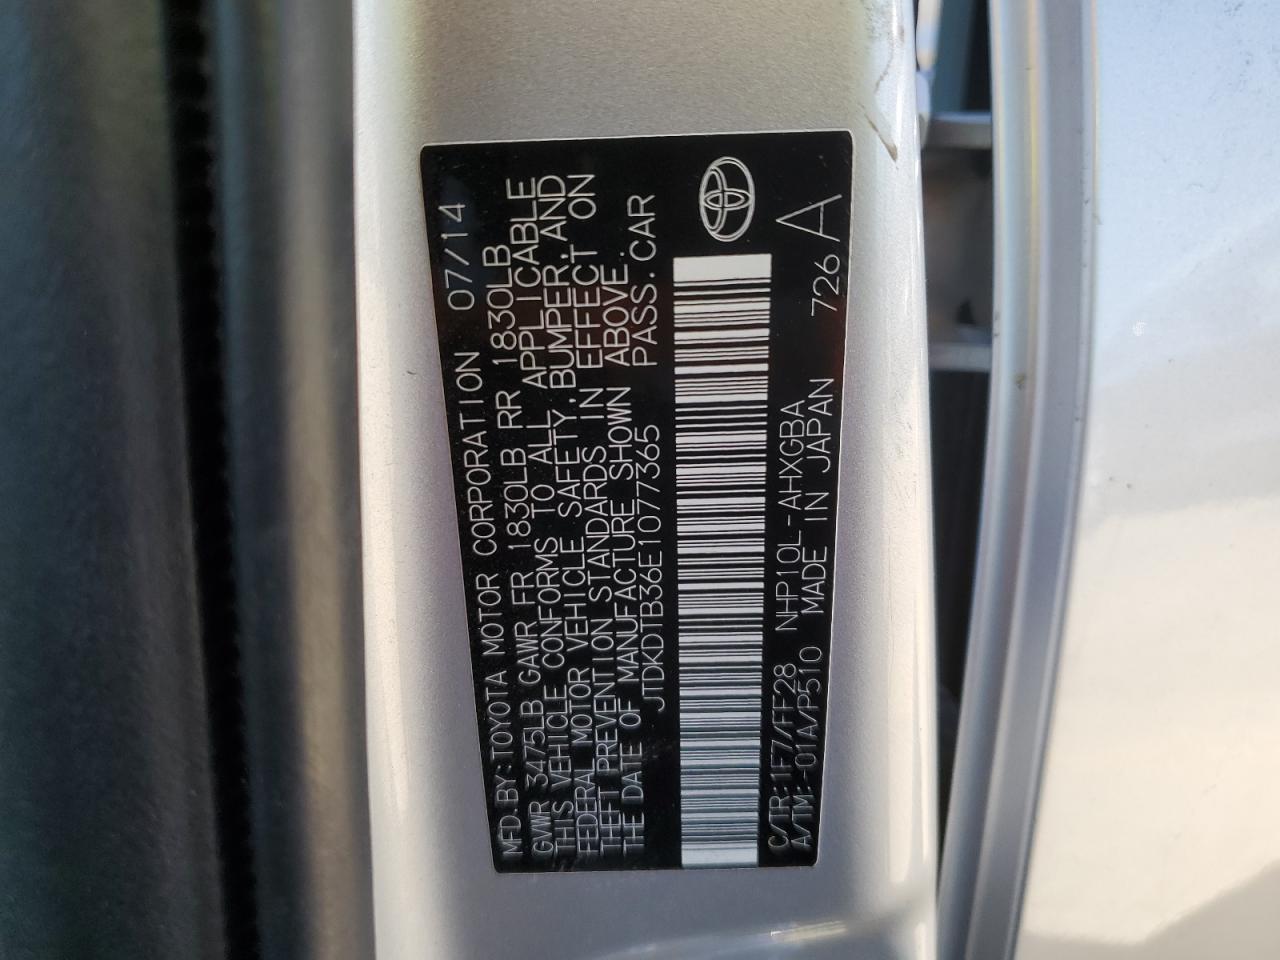 MFD.BY:TOYOTA MOTOR CORPORATION 07/14
GVWR 3475LB GAWR FR 1830LB RR 1830LB
THIS VEHICLE CONFORMS TO ALL APPLICABLE
FEDERAL MOTOR VEHICLE SAFETY, BUMPER, AND
THEFT PREVENTION STANDARDS IN EFFECT ON
THE DATE OF MANUFACTURE SHOWN ABOVE.
JTDKDTB36E1077365 PASS.CAR
C/TR:1F7/FF28 NHP10L-AHXGBA 726 A
A/TM:-01A/P510 MADE IN JAPAN